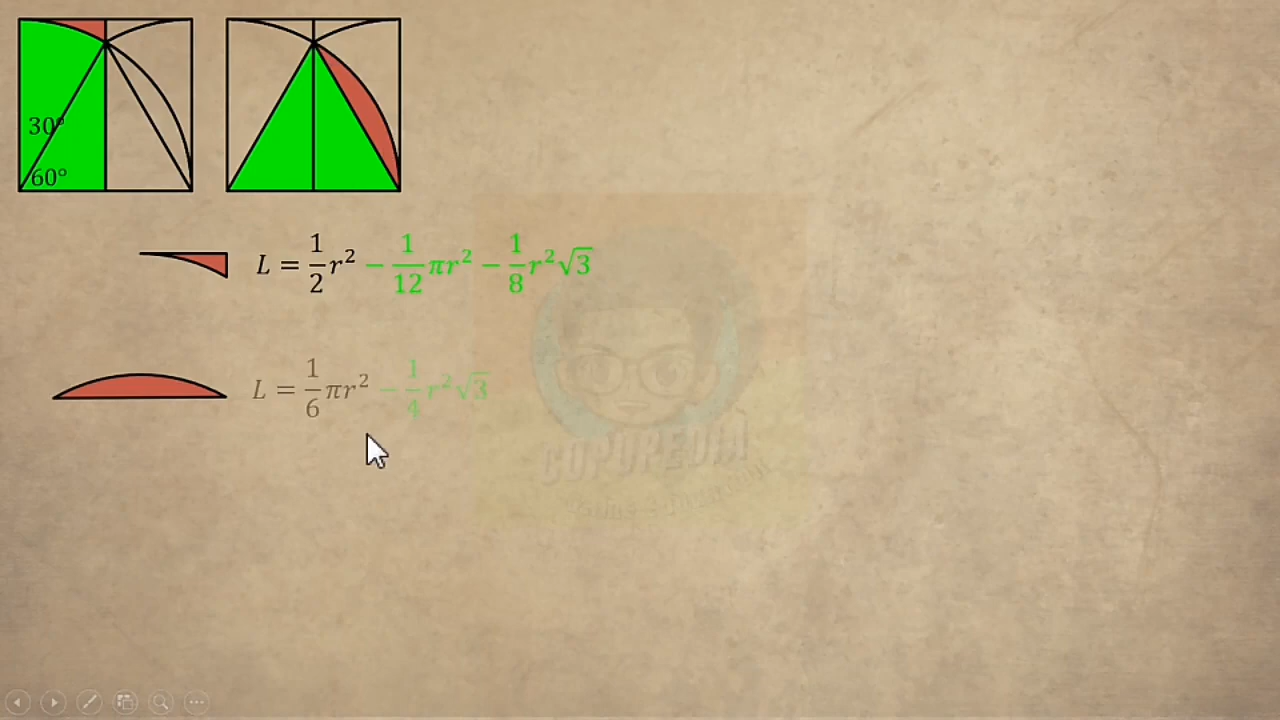 30°
60°
L = 1/2 r² − 1/12 πr² − 1/8 r²√3
L = 1/6 πr² − 1/4 r²√3